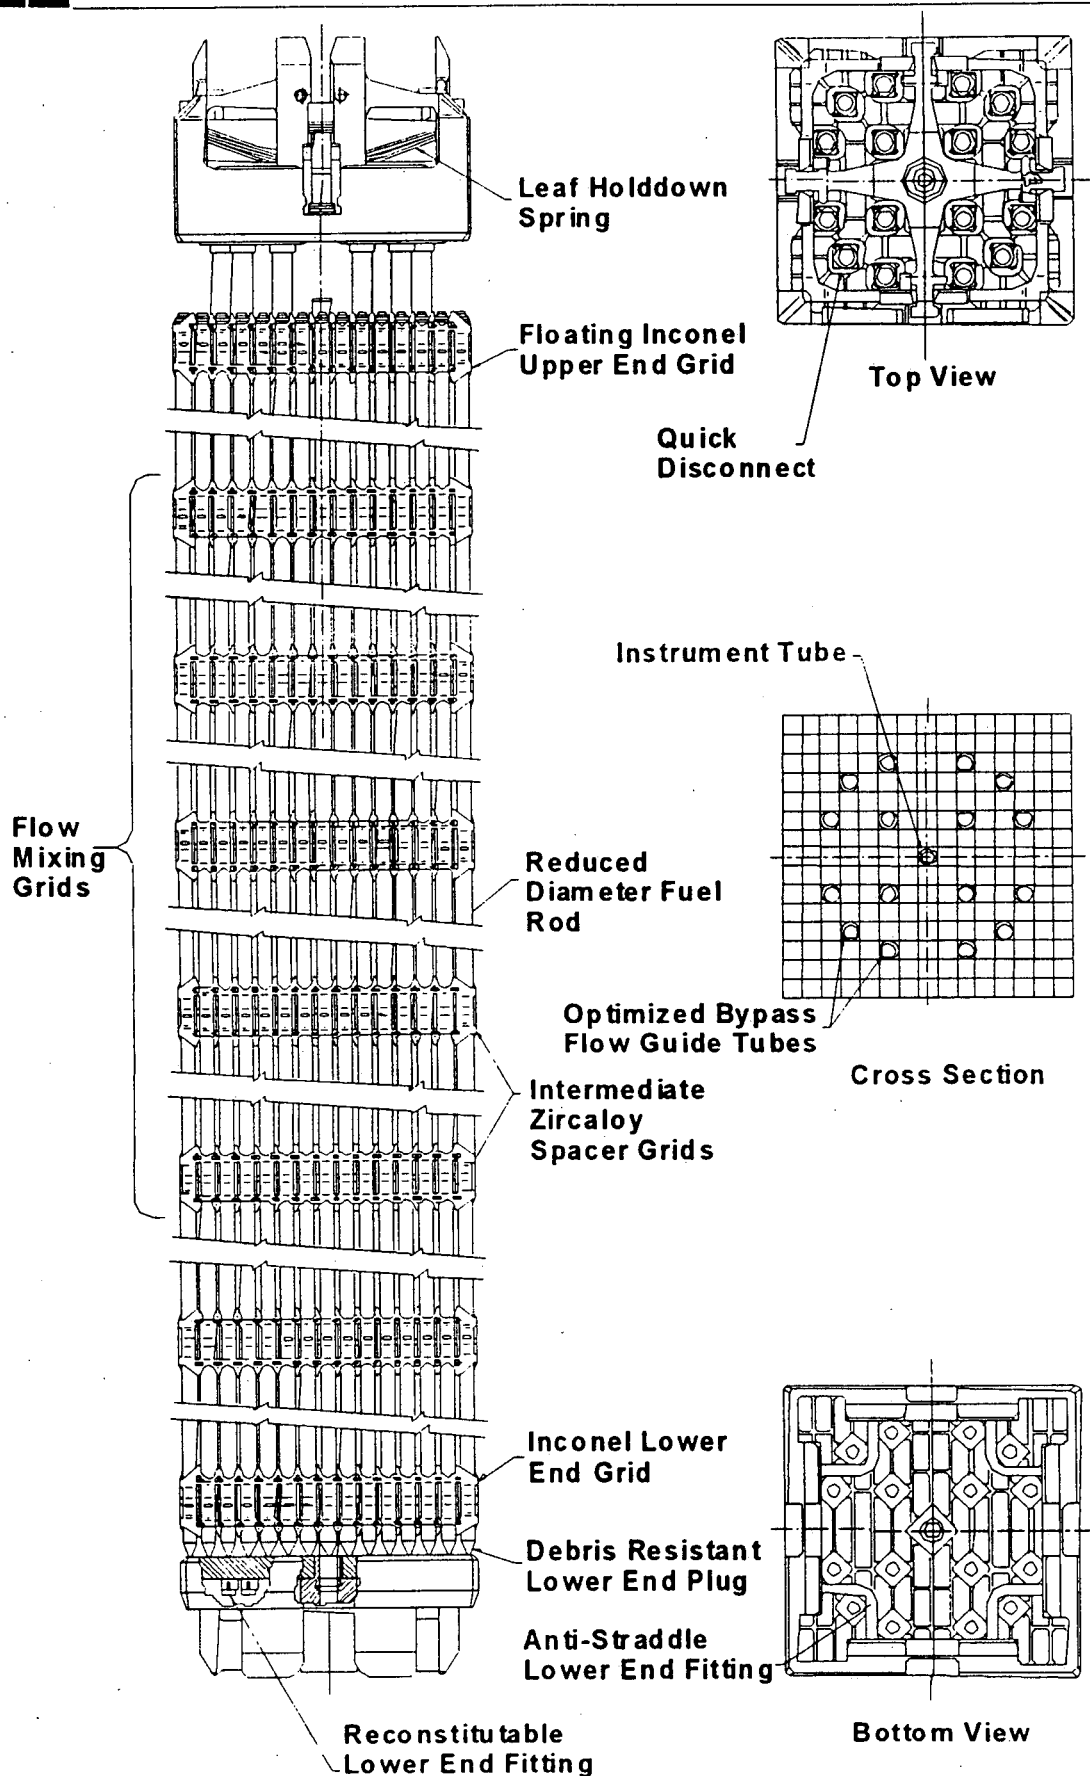 Leaf Holddown
Spring
Floating Inconel
Upper End Grid
Top View
Quick
Disconnect
Instrument Tube
Flow
Mixing
Grids
Reduced
Diameter Fuel
Rod
Optimized Bypass
Flow Guide Tubes
Cross Section
Intermediate
Zircaloy
Spacer Grids
Inconel Lower
End Grid
Debris Resistant
Lower End Plug
Anti-Straddle
Lower End Fitting
Bottom View
Reconstitutable
Lower End Fitting